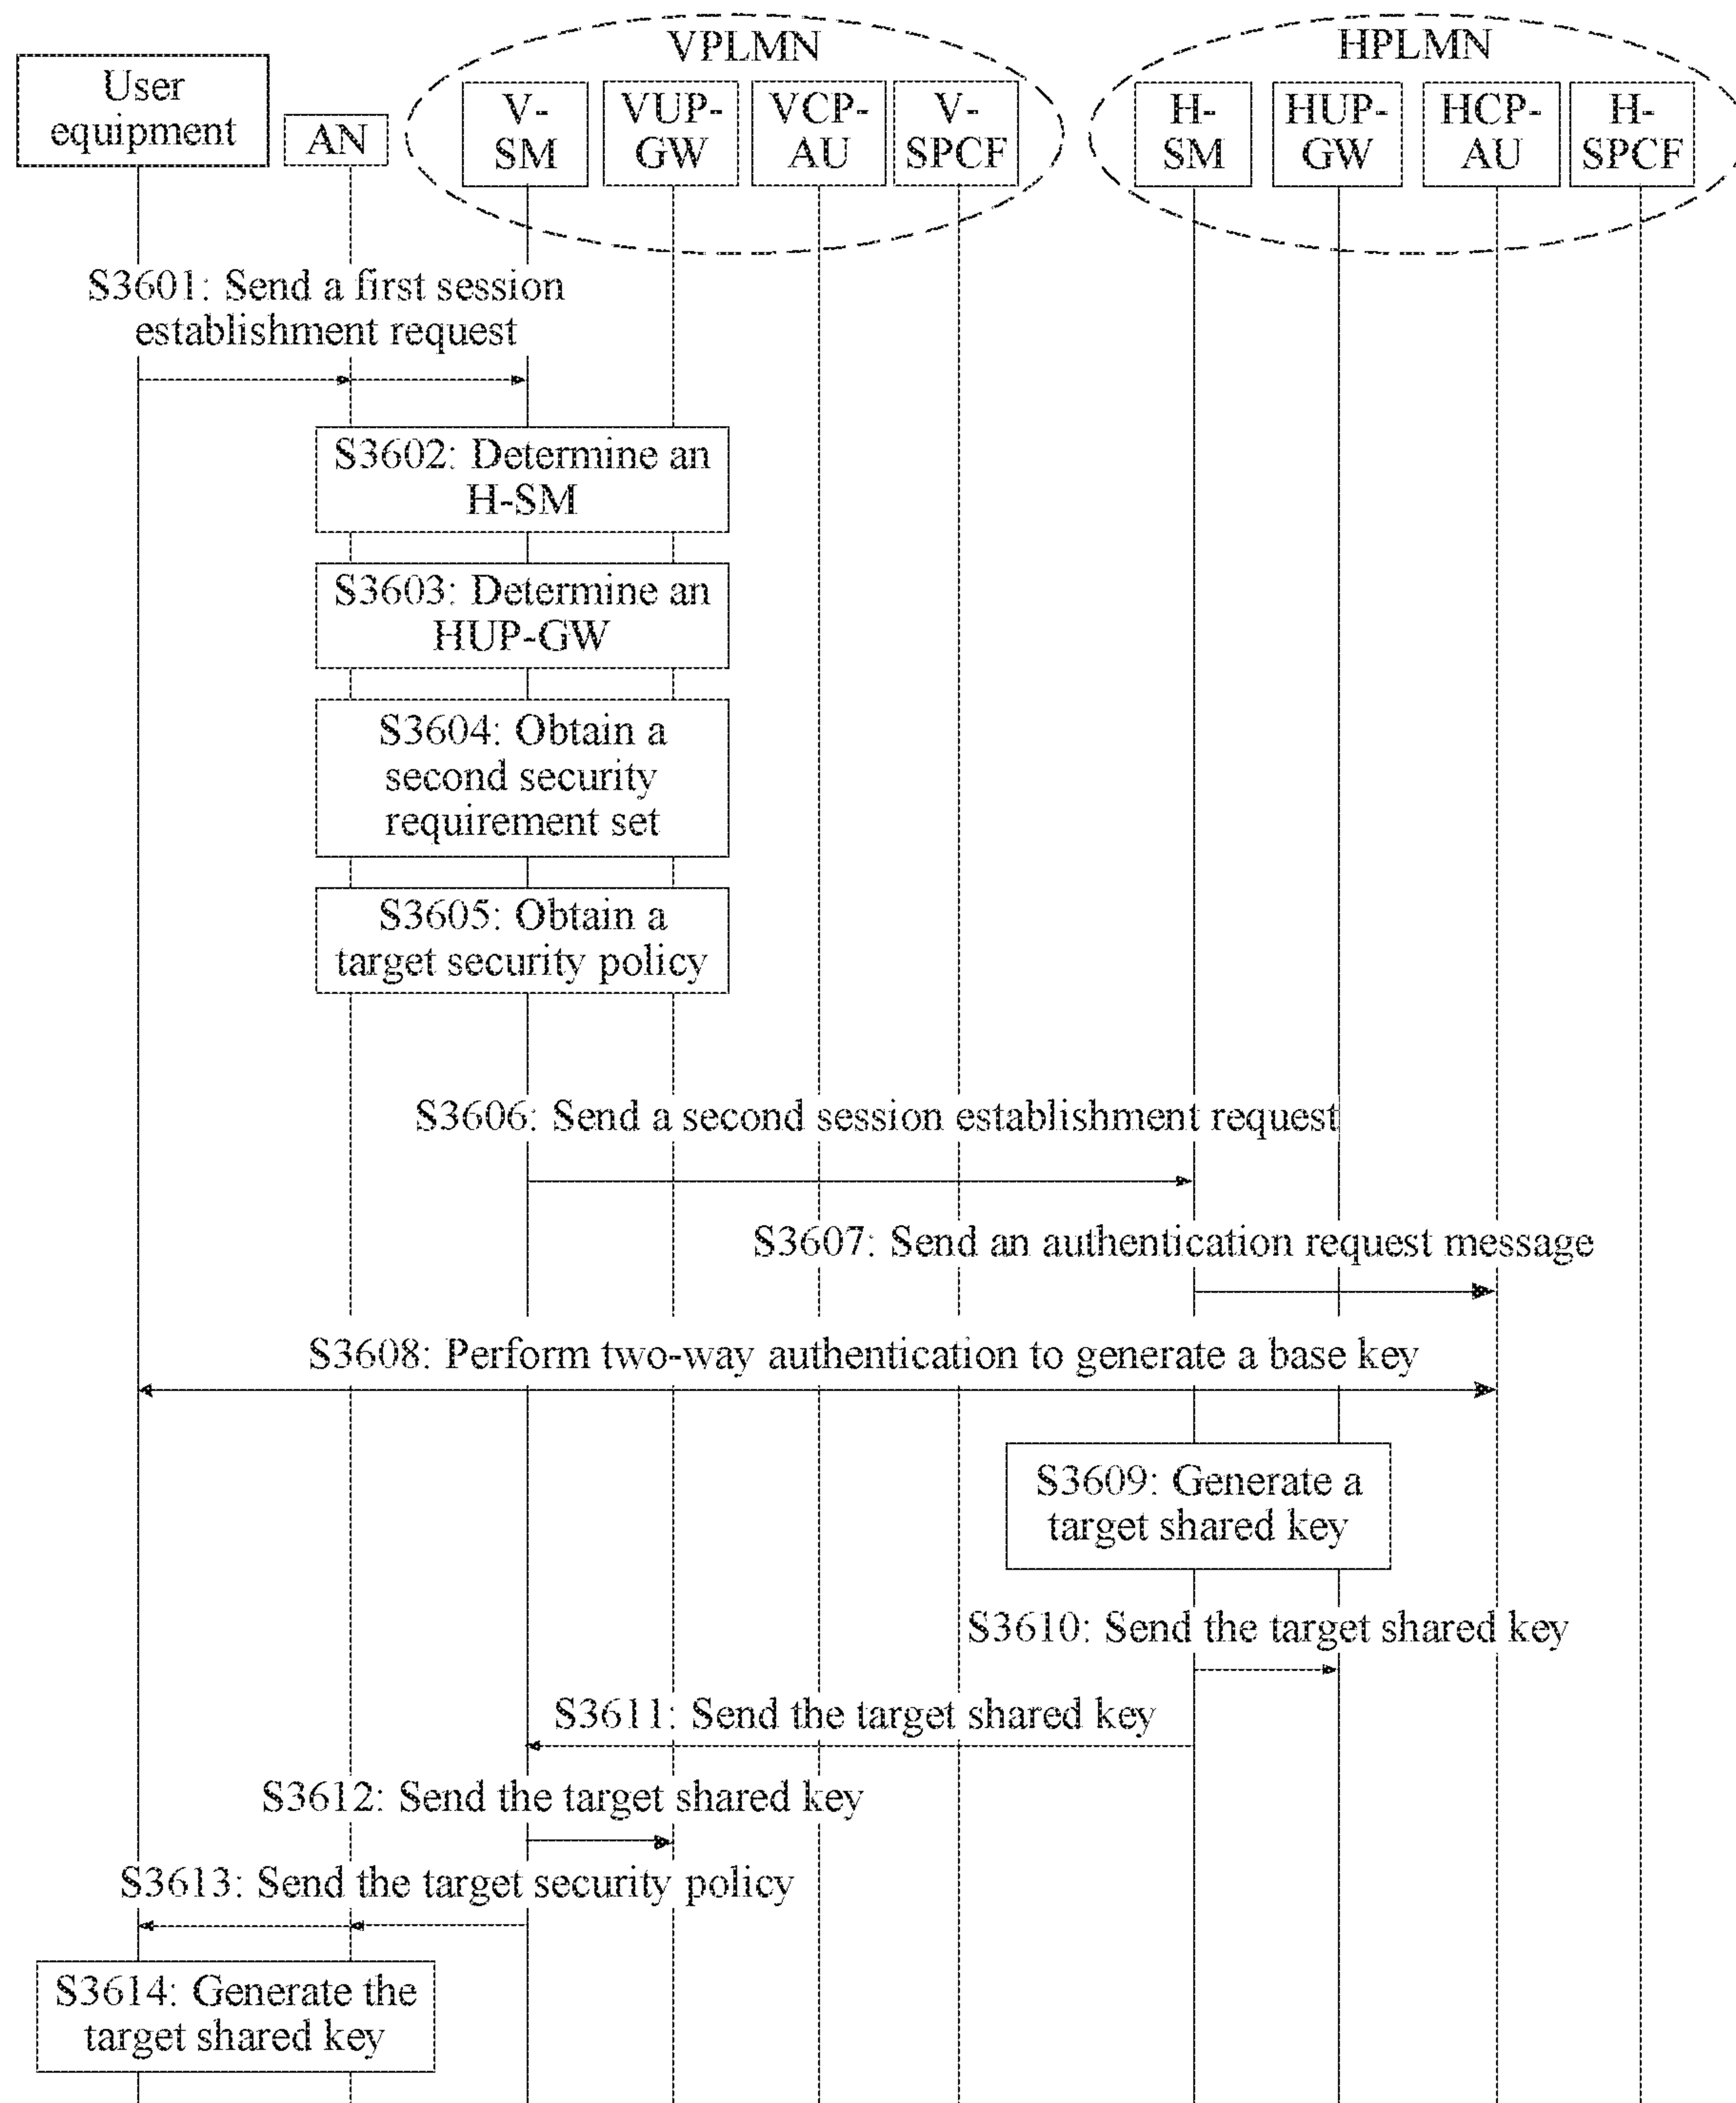 VPLMN
HPLMN
User
equipment
AN
V-
SM
VUP-
GW
VCP-
AU
V-
SPCF
H-
SM
HUP-
GW
HCP-
AU
H-
SPCF
S3601: Send a first session
establishment request
S3602: Determine an
H-SM
S3603: Determine an
HUP-GW
S3604: Obtain a
second security
requirement set
S3605: Obtain a
target security policy
S3606: Send a second session establishment request
S3607: Send an authentication request message
S3608: Perform two-way authentication to generate a base key
S3609: Generate a
target shared key
S3610: Send the target shared key
S3611: Send the target shared key
S3612: Send the target shared key
S3613: Send the target security policy
S3614: Generate the
target shared key